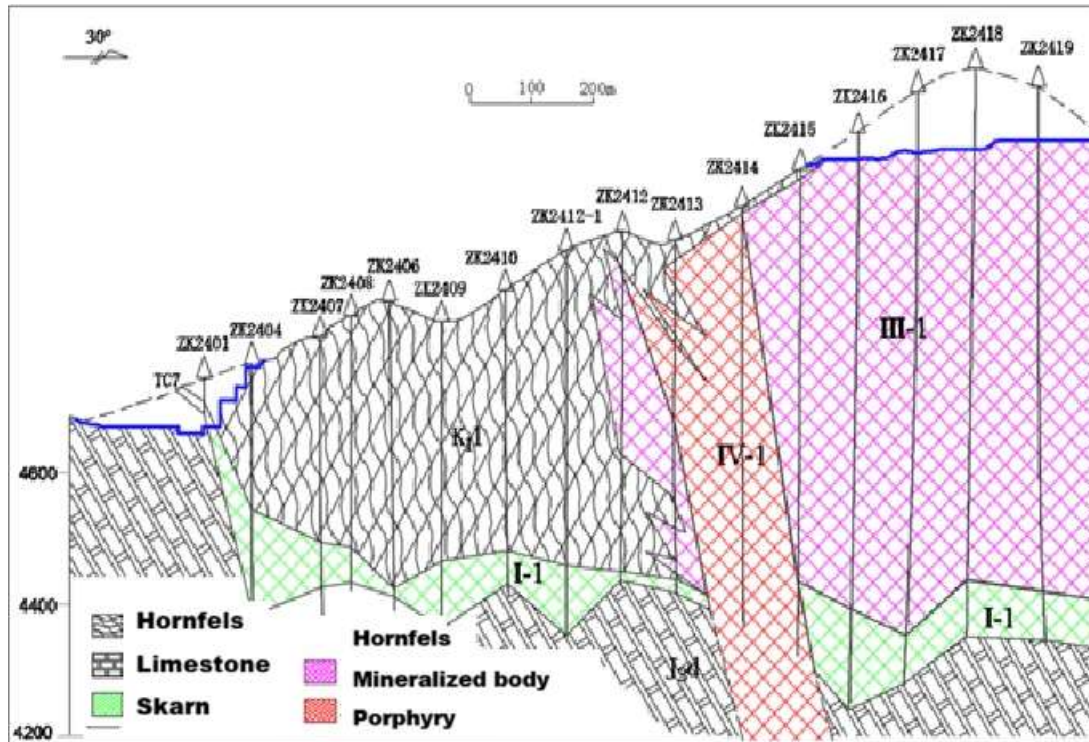 30°
0 100 200m
ZK2418
ZK2417
ZK2419
ZK2416
ZK2415
ZK2414
ZK2412
ZK2413
ZK2412-1
ZK2410
ZK2406
ZK2408
ZK2409
ZK2407
ZK2404
ZK2401
TC7
III-1
K₁l
IV-1
4600
I-1
4400
I-1
Hornfels
Hornfels
Limestone
Mineralized body
Skarn
Porphyry
4200